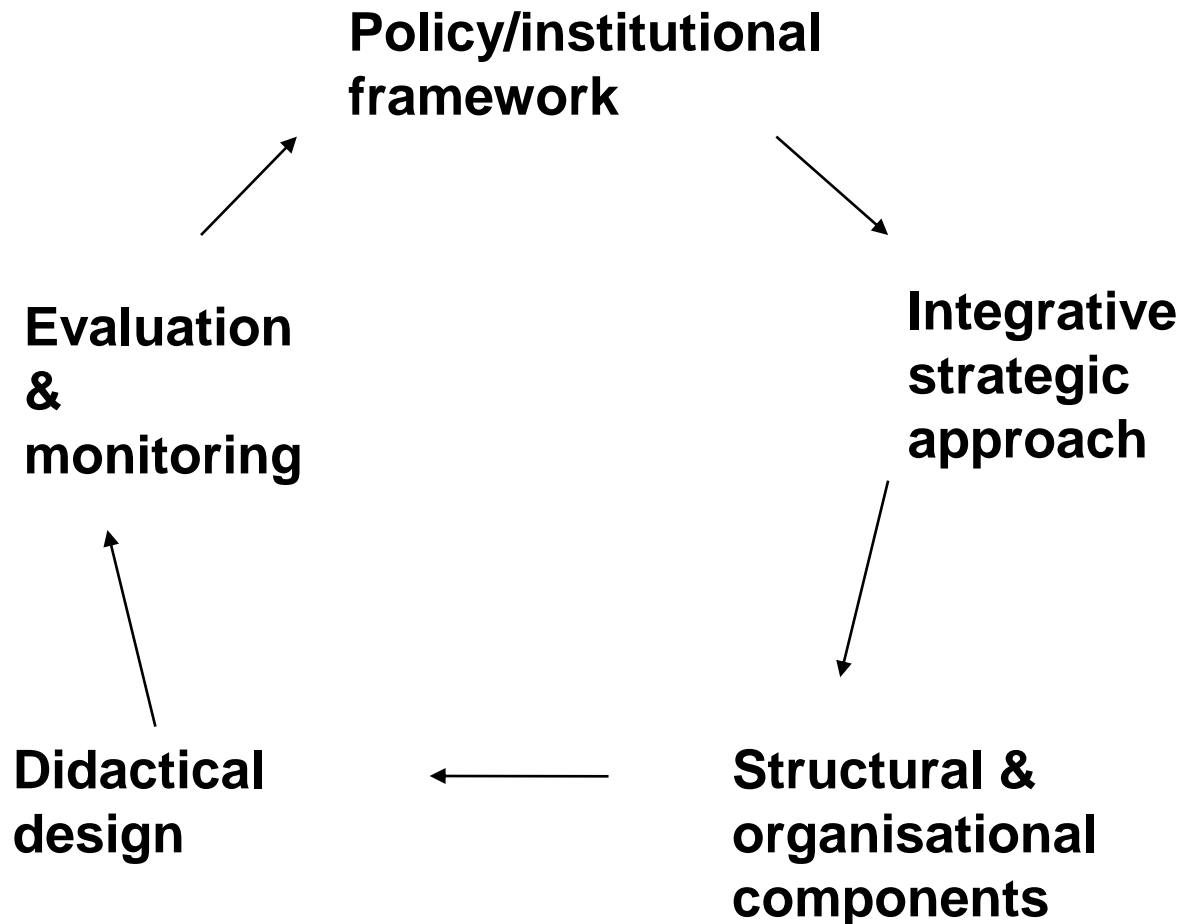 Policy/institutional
framework
Integrative
strategic
approach
Evaluation
&
monitoring
Didactical
design
Structural &
organisational
components